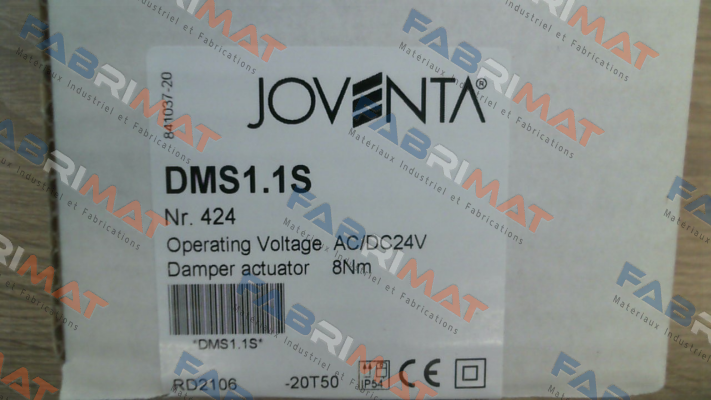 JOVENTA®
841037-20
DMS1.1S
Nr. 424
Operating Voltage AC/DC24V
Damper actuator 8Nm
*DMS1.1S*
RD2106 -20T50 IP54 CE
FABRIMAT
Materiaux Industriel et Fabrications